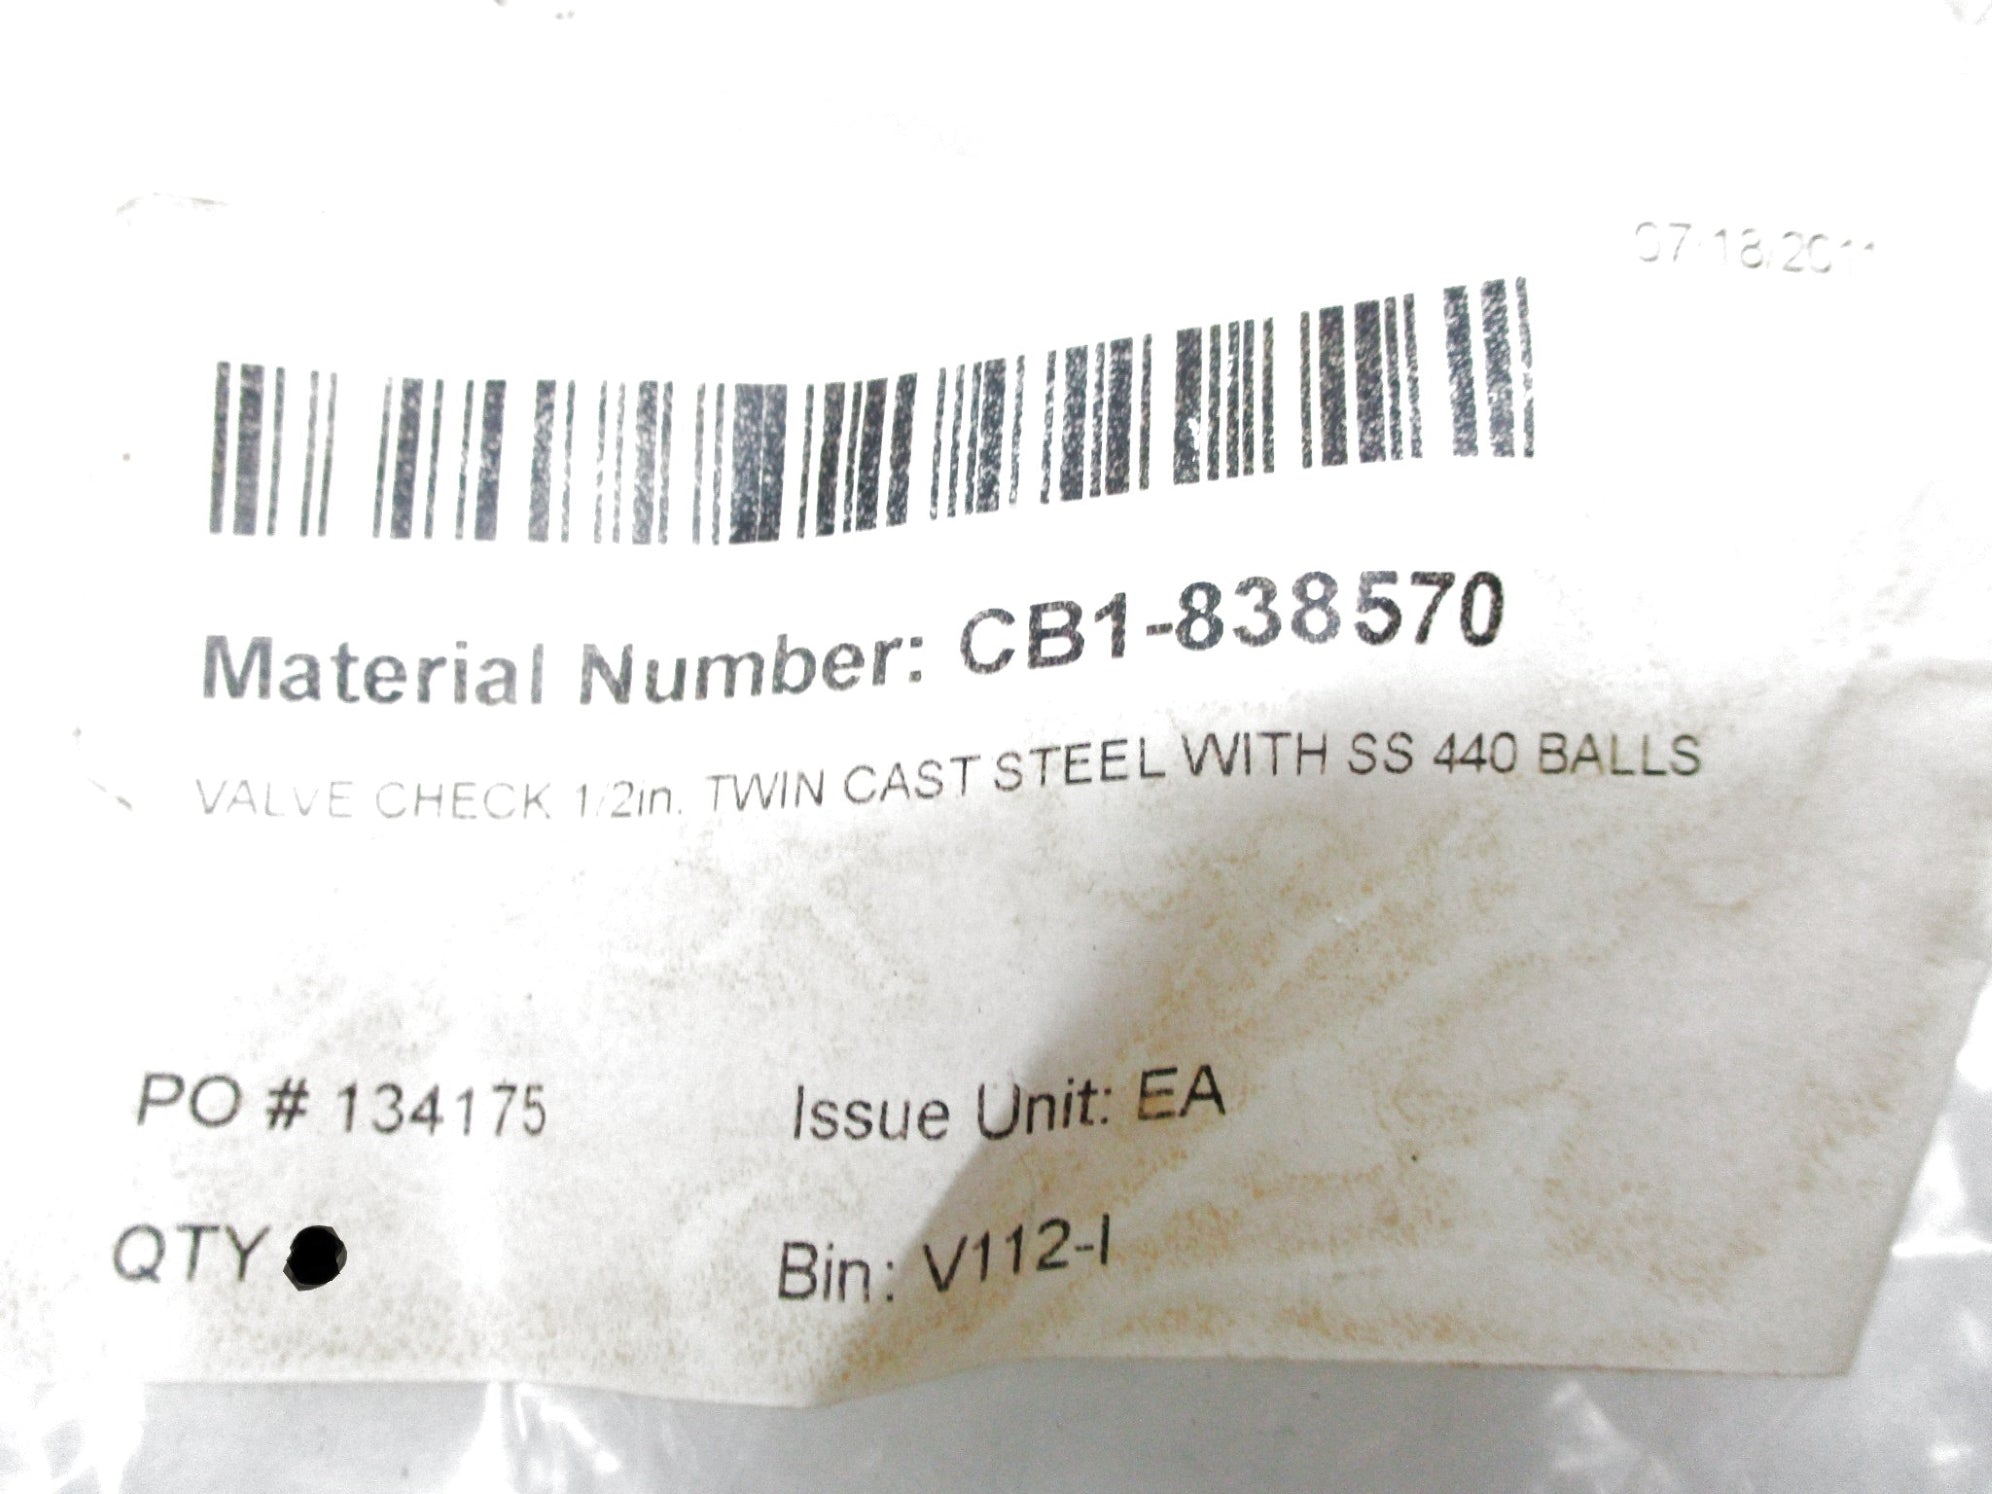 07/18/2011
Material Number: CB1-838570
VALVE CHECK 1/2in. TWIN CAST STEEL WITH SS 440 BALLS
PO # 134175
Issue Unit: EA
QTY
Bin: V112-I